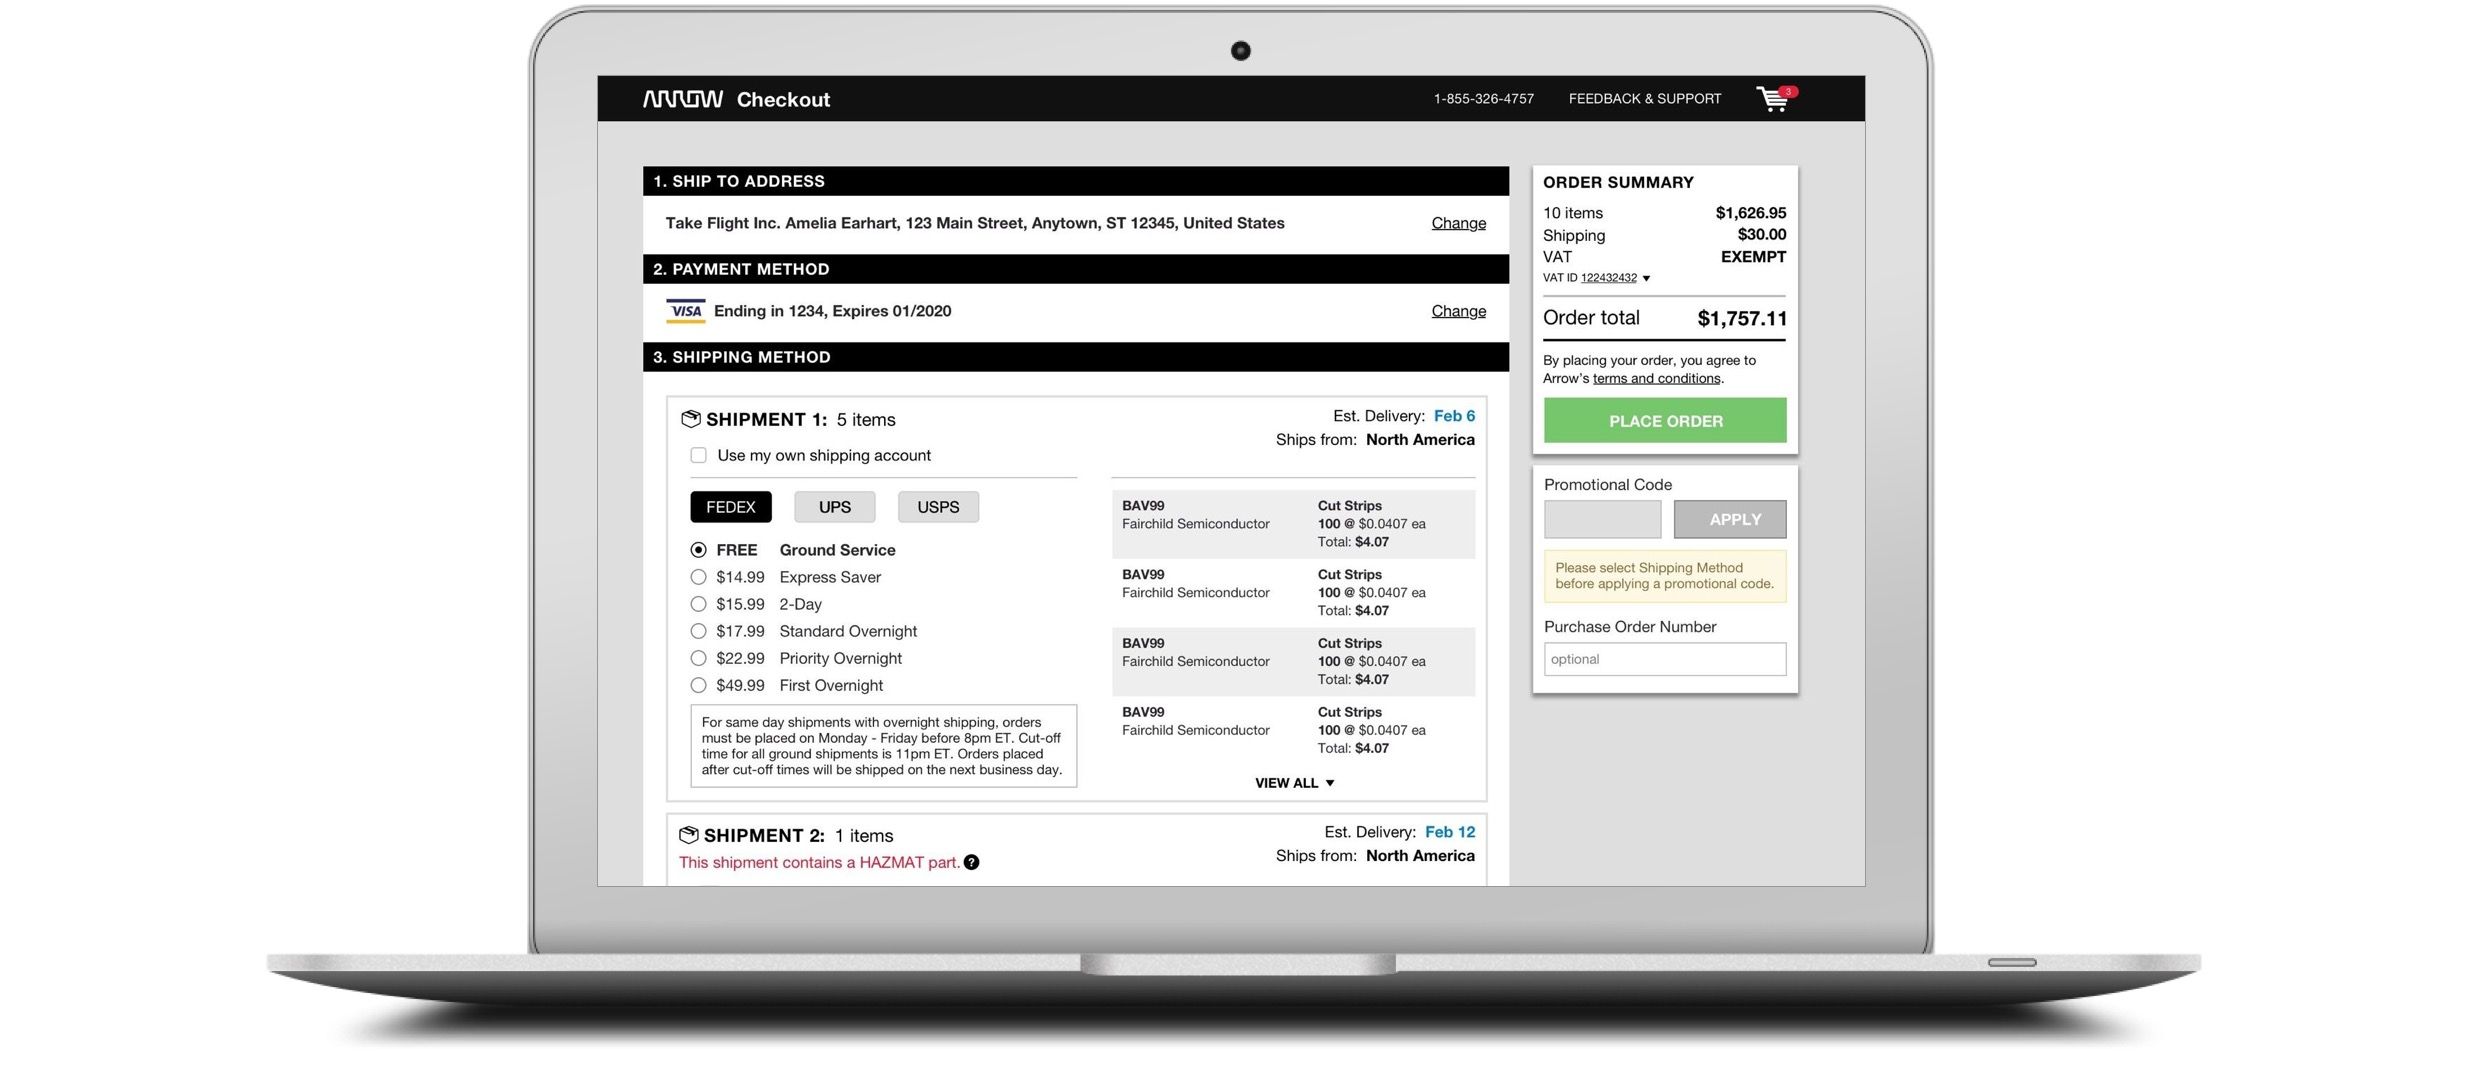 ARROW Checkout 1-855-326-4757 FEEDBACK & SUPPORT 3
1. SHIP TO ADDRESS
Take Flight Inc. Amelia Earhart, 123 Main Street, Anytown, ST 12345, United States Change
2. PAYMENT METHOD
VISA Ending in 1234, Expires 01/2020 Change
3. SHIPPING METHOD
SHIPMENT 1: 5 items
Est. Delivery: Feb 6
Ships from: North America
Use my own shipping account
FEDEX UPS USPS
FREE Ground Service
$14.99 Express Saver
$15.99 2-Day
$17.99 Standard Overnight
$22.99 Priority Overnight
$49.99 First Overnight
For same day shipments with overnight shipping, orders
must be placed on Monday - Friday before 8pm ET. Cut-off
time for all ground shipments is 11pm ET. Orders placed
after cut-off times will be shipped on the next business day.
BAV99 Cut Strips
Fairchild Semiconductor 100 @ $0.0407 ea
Total: $4.07
BAV99 Cut Strips
Fairchild Semiconductor 100 @ $0.0407 ea
Total: $4.07
BAV99 Cut Strips
Fairchild Semiconductor 100 @ $0.0407 ea
Total: $4.07
BAV99 Cut Strips
Fairchild Semiconductor 100 @ $0.0407 ea
Total: $4.07
VIEW ALL
SHIPMENT 2: 1 items
This shipment contains a HAZMAT part. ?
Est. Delivery: Feb 12
Ships from: North America
ORDER SUMMARY
10 items $1,626.95
Shipping $30.00
VAT EXEMPT
VAT ID 122432432
Order total $1,757.11
By placing your order, you agree to
Arrow's terms and conditions.
PLACE ORDER
Promotional Code
APPLY
Please select Shipping Method
before applying a promotional code.
Purchase Order Number
optional